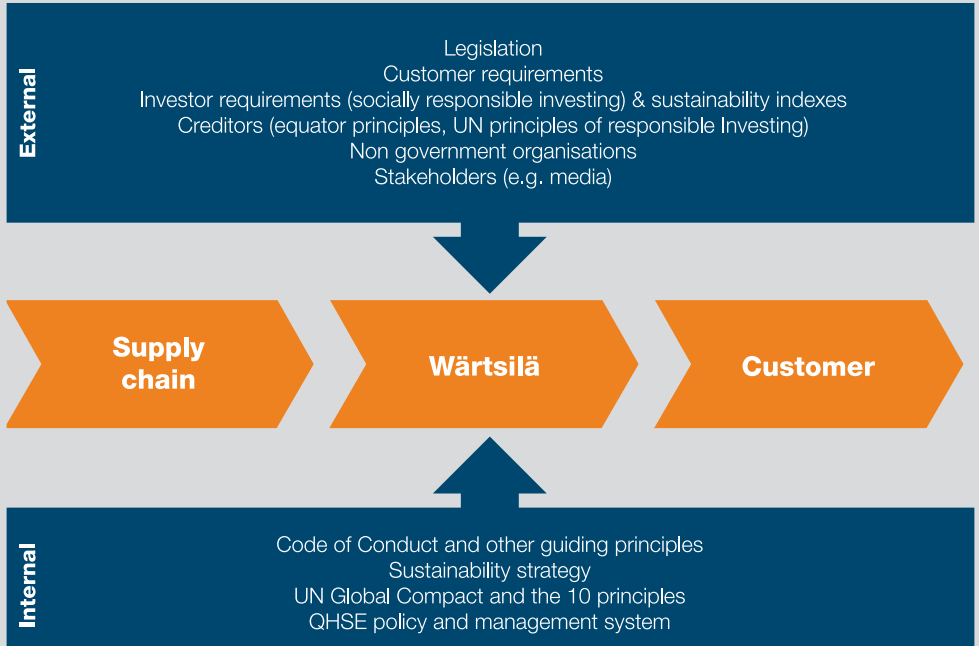 External
Legislation
Customer requirements
Investor requirements (socially responsible investing) & sustainability indexes
Creditors (equator principles, UN principles of responsible Investing)
Non government organisations
Stakeholders (e.g. media)
Supply
chain
Wärtsilä
Customer
Internal
Code of Conduct and other guiding principles
Sustainability strategy
UN Global Compact and the 10 principles
QHSE policy and management system